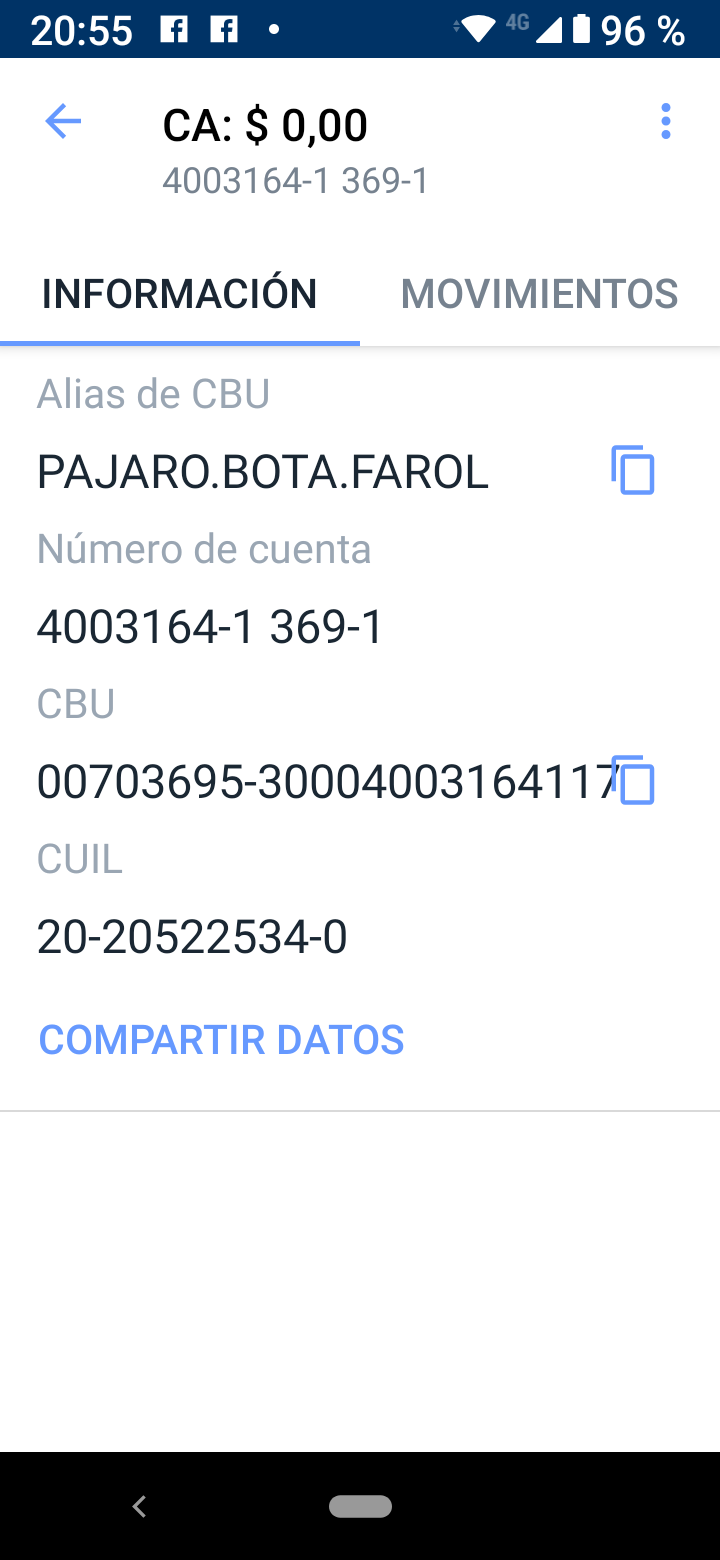 20:55 4G 96 %
CA: $ 0,00
4003164-1 369-1
INFORMACIÓN MOVIMIENTOS
Alias de CBU
PAJARO.BOTA.FAROL
Número de cuenta
4003164-1 369-1
CBU
00703695-30004003164117
CUIL
20-20522534-0
COMPARTIR DATOS